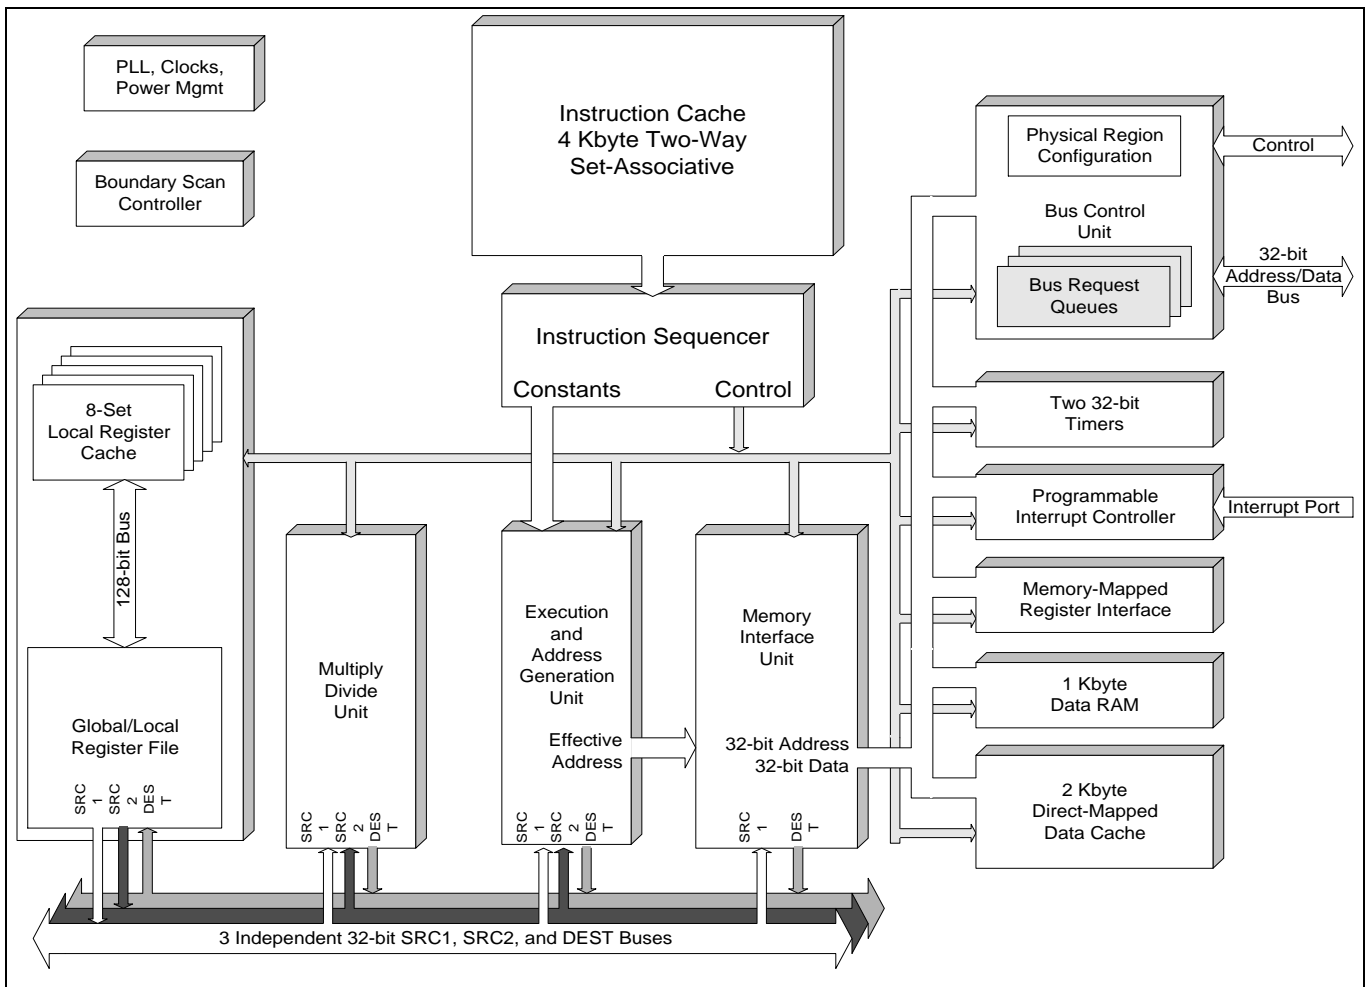 PLL, Clocks,
Power Mgmt
Boundary Scan
Controller
Instruction Cache
4 Kbyte Two-Way
Set-Associative
Physical Region
Configuration
Bus Control
Unit
Bus Request
Queues
Control
32-bit
Address/Data
Bus
Instruction Sequencer
Constants
Control
8-Set
Local Register
Cache
128-bit Bus
Global/Local
Register File
SRC
1
SRC
2
DES
T
Multiply
Divide
Unit
SRC
1
SRC
2
DES
T
Execution
and
Address
Generation
Unit
Effective
Address
SRC
1
SRC
2
DES
T
Memory
Interface
Unit
32-bit Address
32-bit Data
SRC
1
DES
T
Two 32-bit
Timers
Programmable
Interrupt Controller
Interrupt Port
Memory-Mapped
Register Interface
1 Kbyte
Data RAM
2 Kbyte
Direct-Mapped
Data Cache
3 Independent 32-bit SRC1, SRC2, and DEST Buses